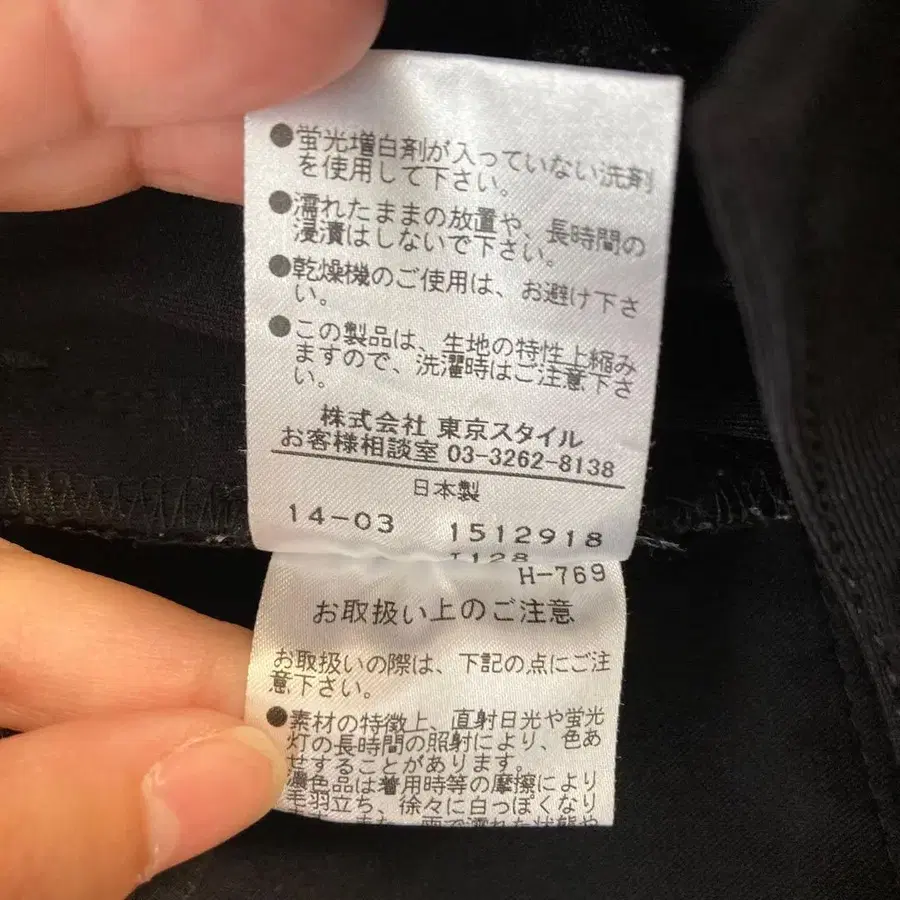 ●蛍光増白剤が入っていない洗剤
を使用して下さい。
●濡れたままの放置や、長時間の
浸漬はしないで下さい。
●乾燥機のご使用は、お避け下さ
い。
●この製品は、生地の特性上縮み
ますので、洗濯時はご注意下さ
い。
株式会社 東京スタイル
お客様相談室 03-3262-8138
日本製
14-03 1512918
I128
H-769
お取扱い上のご注意
お取扱いの際は、下記の点にご注
意下さい。
●素材の特徴上、直射日光や蛍光
灯の長時間の照射により、色あ
せすることがあります。
濃色品は着用時等の摩擦により
毛羽立ち、徐々に白っぽくなり